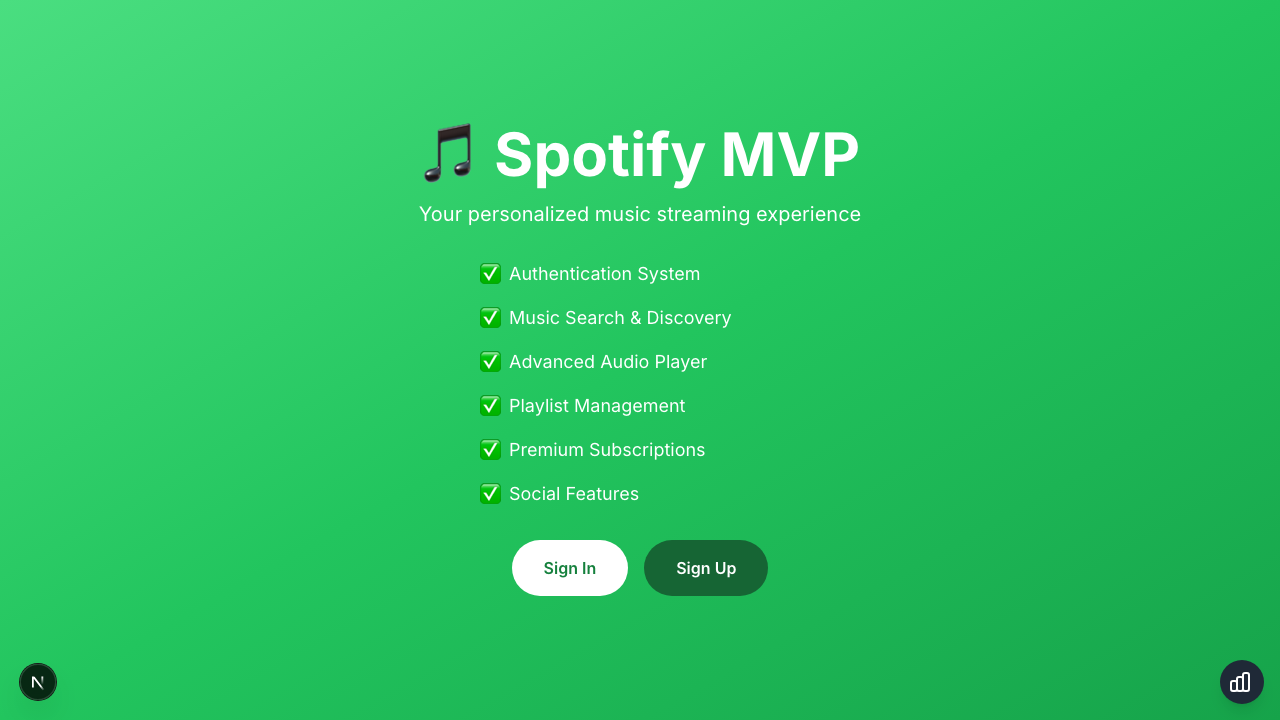 Spotify MVP
Your personalized music streaming experience
Authentication System
Music Search & Discovery
Advanced Audio Player
Playlist Management
Premium Subscriptions
Social Features
Sign In
Sign Up
N